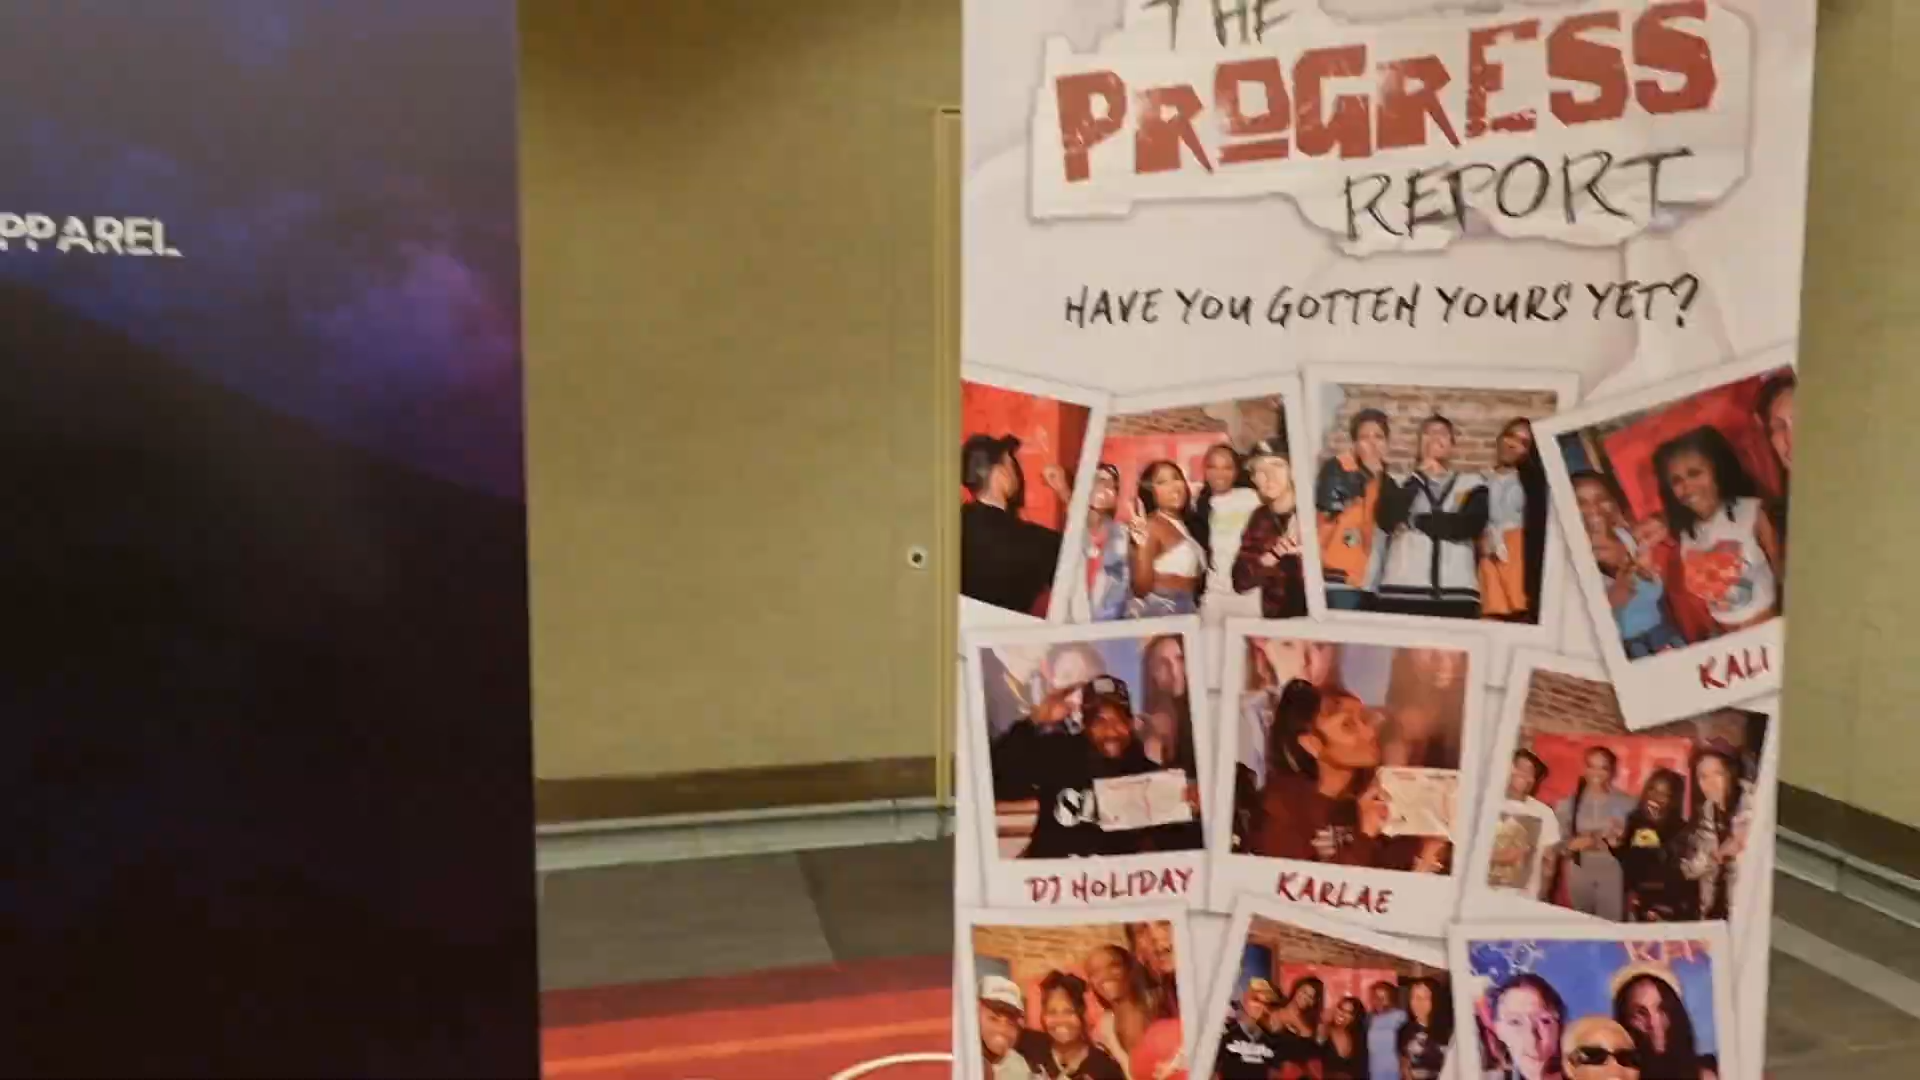 PPAREL
THE
PROGRESS
REPORT
HAVE YOU GOTTEN YOURS YET?
KALI
DJ HOLIDAY
KARLAE